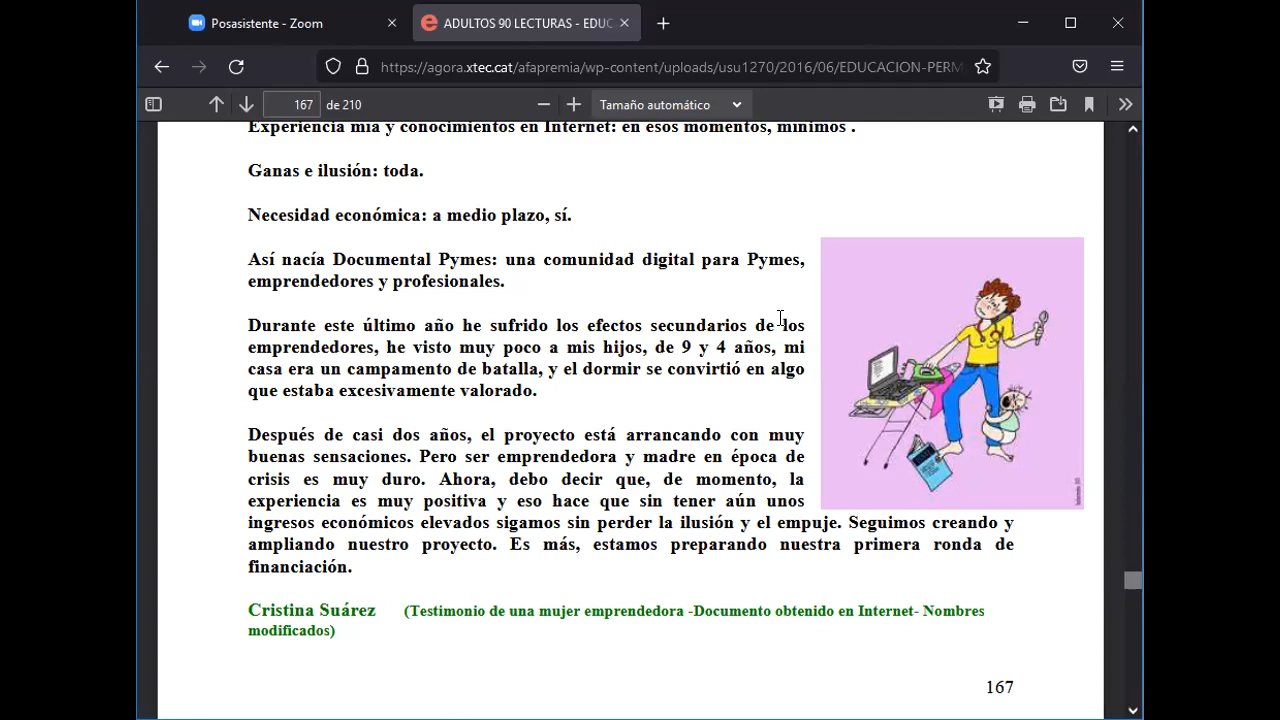 Posasistente - Zoom
ADULTOS 90 LECTURAS - EDUC
https://agora.xtec.cat/afapremia/wp-content/uploads/usu1270/2016/06/EDUCACION-PERM
167 de 210
Tamaño automático
Experiencia mía y conocimientos en Internet: en esos momentos, mínimos .
Ganas e ilusión: toda.
Necesidad económica: a medio plazo, sí.
Así nacía Documental Pymes: una comunidad digital para Pymes,
emprendedores y profesionales.
Durante este último año he sufrido los efectos secundarios de los
emprendedores, he visto muy poco a mis hijos, de 9 y 4 años, mi
casa era un campamento de batalla, y el dormir se convirtió en algo
que estaba excesivamente valorado.
Después de casi dos años, el proyecto está arrancando con muy
buenas sensaciones. Pero ser emprendedora y madre en época de
crisis es muy duro. Ahora, debo decir que, de momento, la
experiencia es muy positiva y eso hace que sin tener aún unos
ingresos económicos elevados sigamos sin perder la ilusión y el empuje. Seguimos creando y
ampliando nuestro proyecto. Es más, estamos preparando nuestra primera ronda de
financiación.
Cristina Suárez (Testimonio de una mujer emprendedora -Documento obtenido en Internet- Nombres
modificados)
167